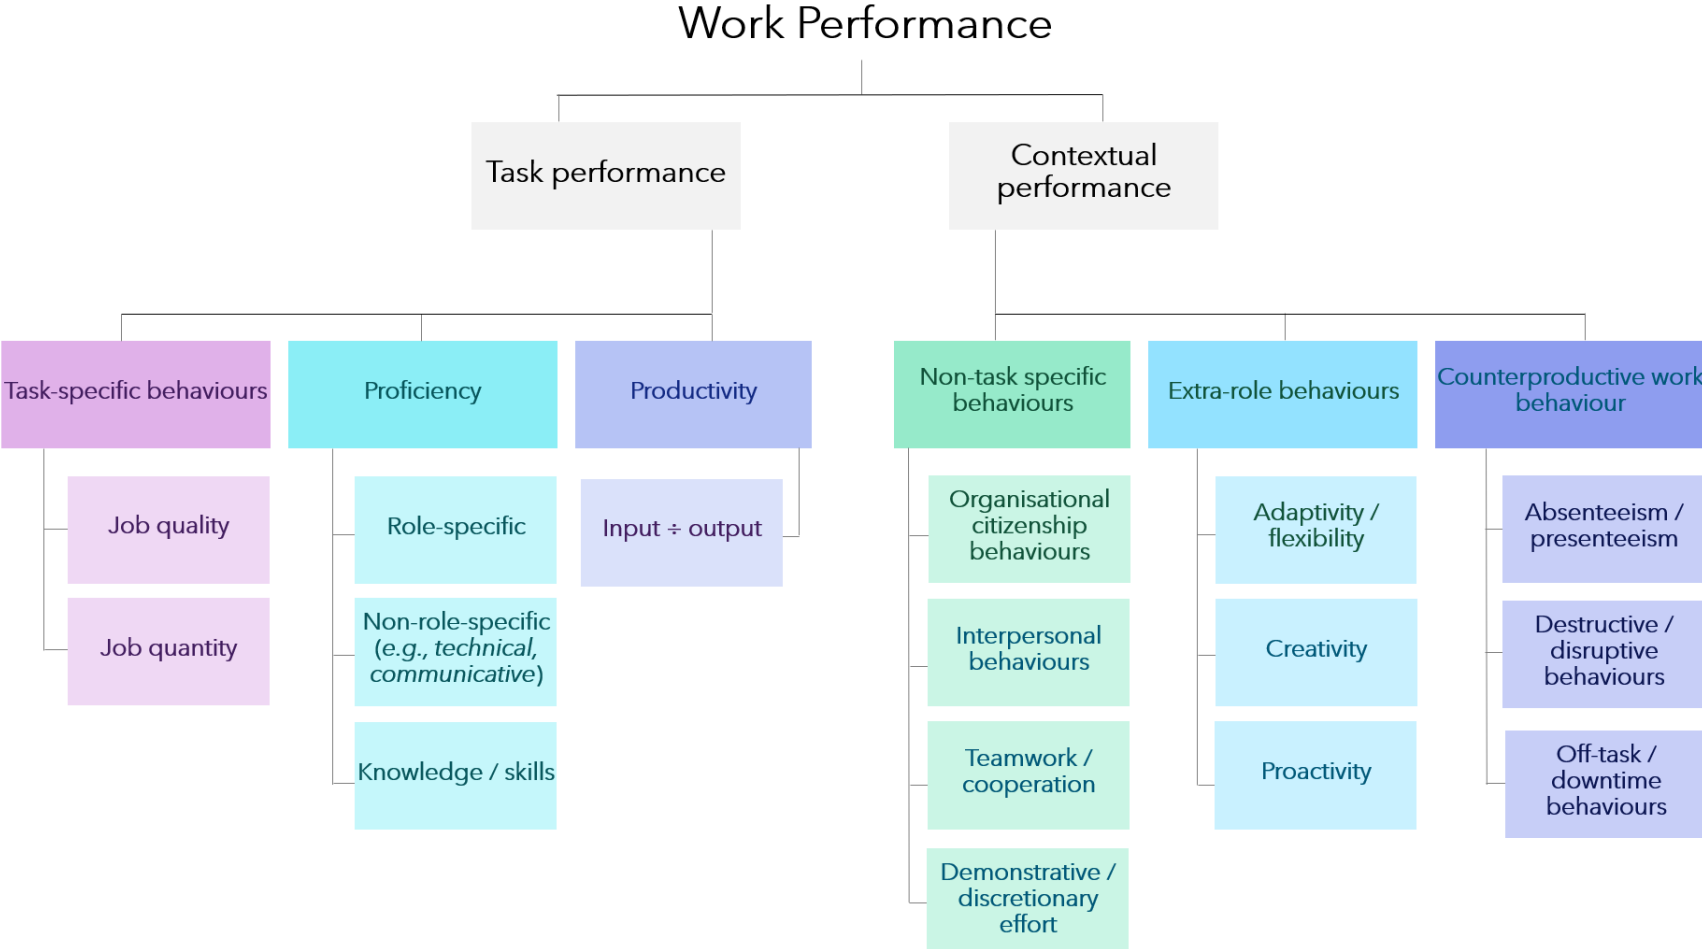 Work Performance
Task performance
Contextual
performance
Task-specific behaviours
Proficiency
Productivity
Non-task specific
behaviours
Extra-role behaviours
Counterproductive work
behaviour
Job quality
Job quantity
Role-specific
Non-role-specific
(e.g., technical,
communicative)
Knowledge / skills
Input ÷ output
Organisational
citizenship
behaviours
Interpersonal
behaviours
Teamwork /
cooperation
Demonstrative /
discretionary
effort
Adaptivity /
flexibility
Creativity
Proactivity
Absenteeism /
presenteeism
Destructive /
disruptive
behaviours
Off-task /
downtime
behaviours